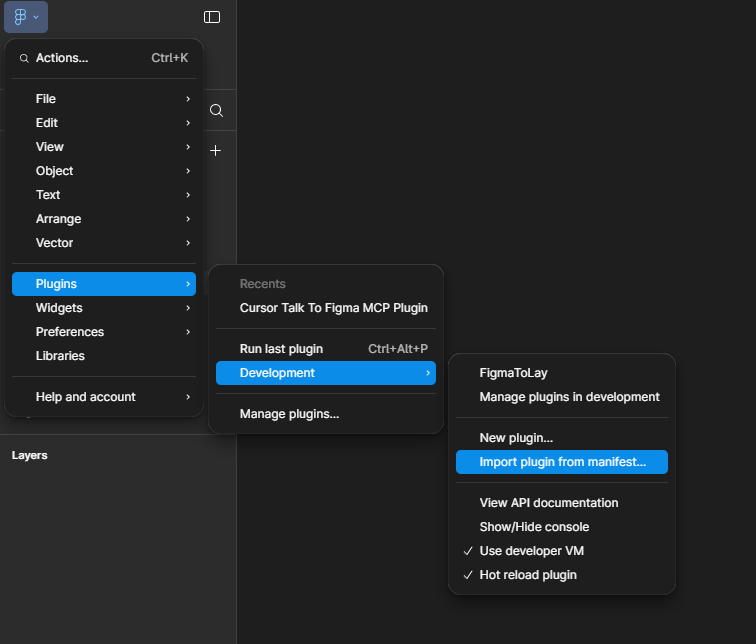 Actions... Ctrl+K
File
Edit
View
Object
Text
Arrange
Vector
Plugins
Widgets
Preferences
Libraries
Help and account
Layers
Recents
Cursor Talk To Figma MCP Plugin
Run last plugin Ctrl+Alt+P
Development
Manage plugins...
FigmaToLay
Manage plugins in development
New plugin...
Import plugin from manifest...
View API documentation
Show/Hide console
Use developer VM
Hot reload plugin